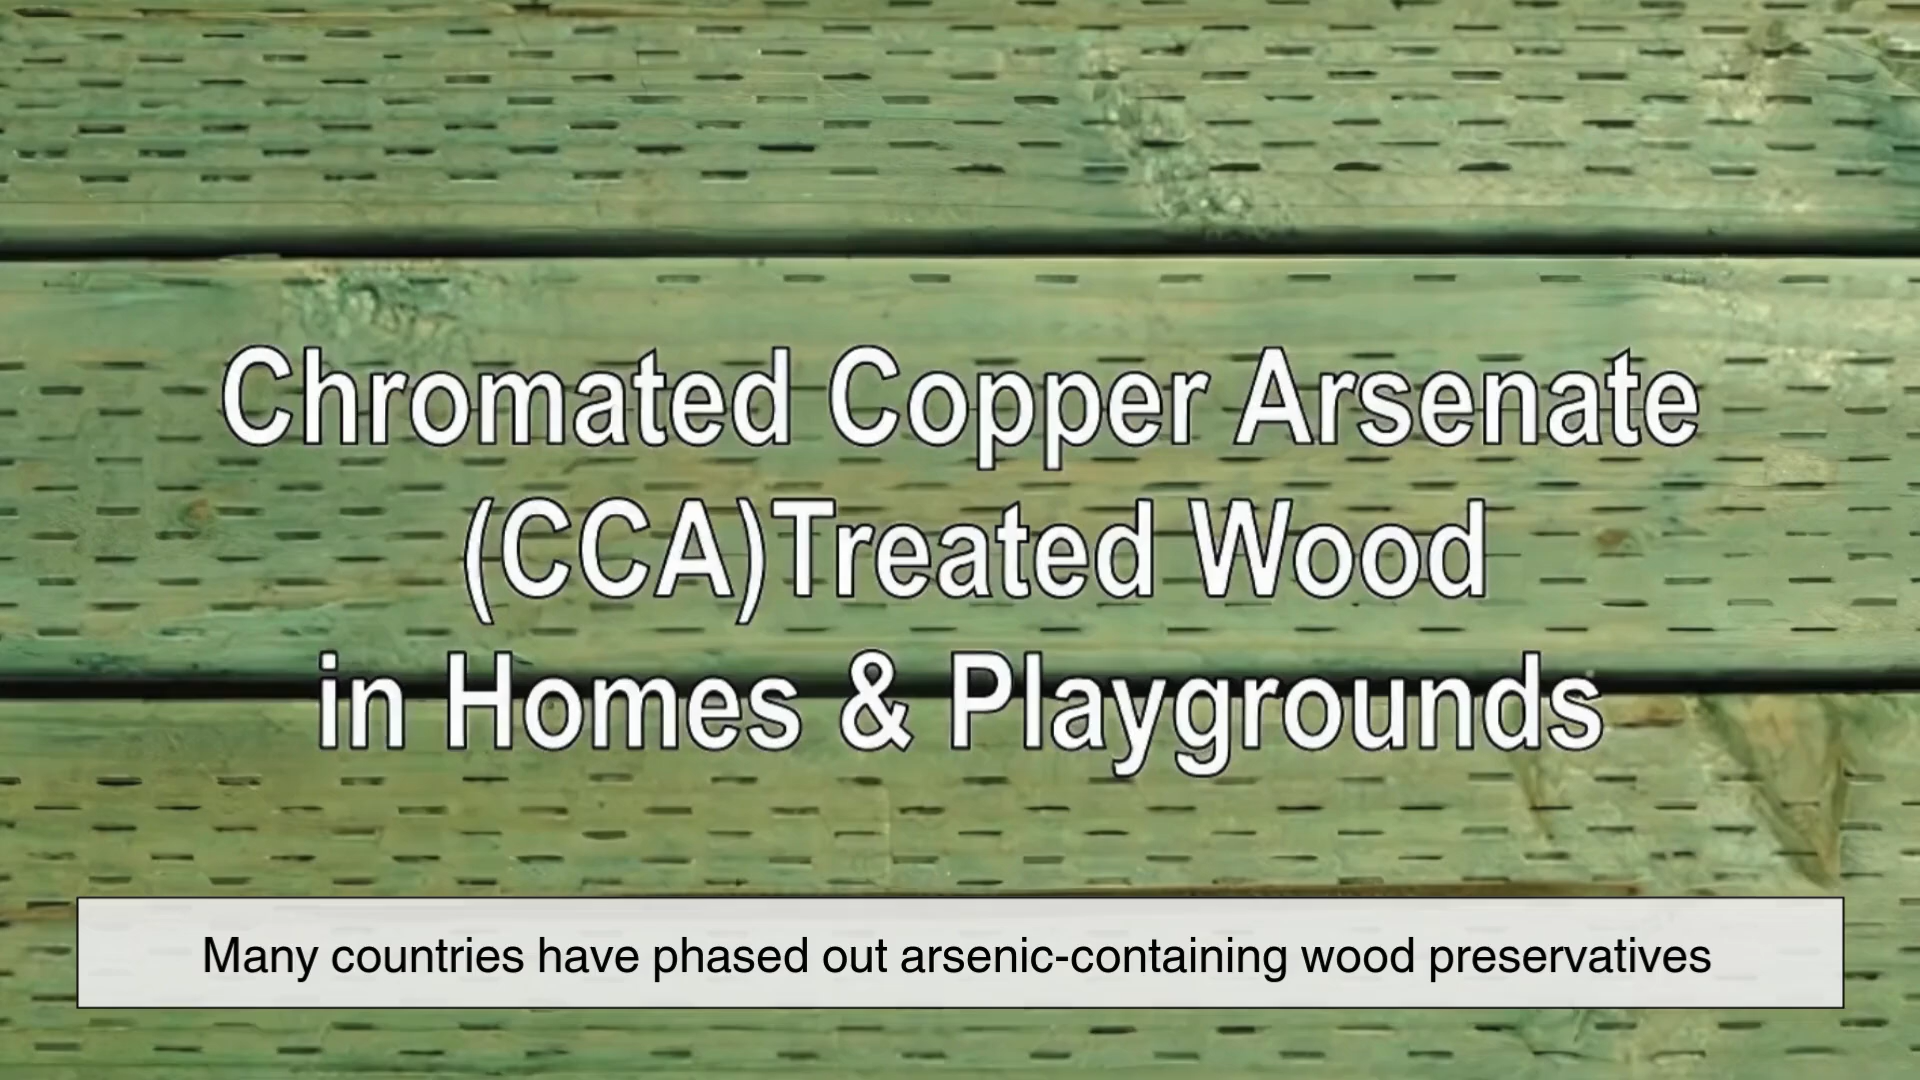 Chromated Copper Arsenate
(CCA)Treated Wood
in Homes & Playgrounds
Many countries have phased out arsenic-containing wood preservatives